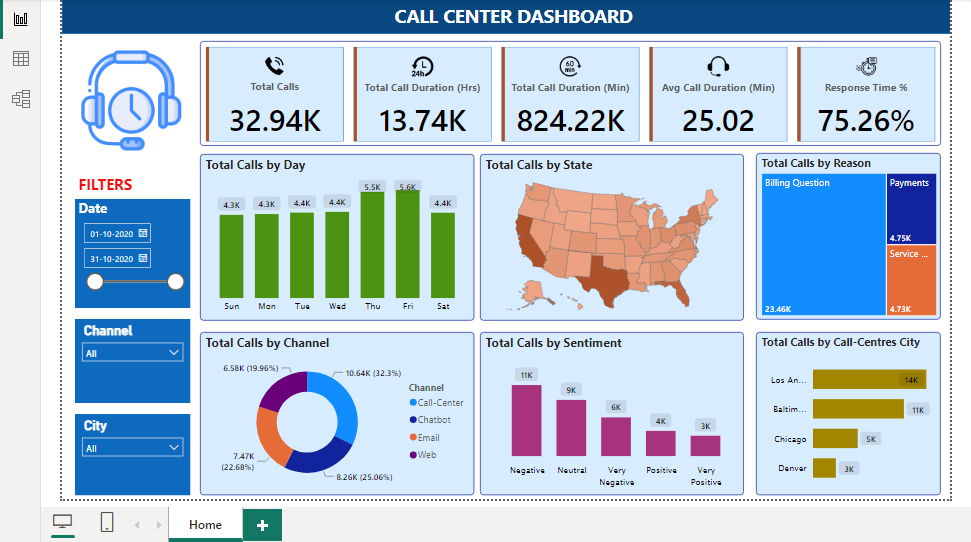 CALL CENTER DASHBOARD
Total Calls
32.94K
24h
Total Call Duration (Hrs)
13.74K
60
min
Total Call Duration (Min)
824.22K
Avg Call Duration (Min)
25.02
Response Time %
75.26%
FILTERS
Date
01-10-2020
31-10-2020
Channel
All
City
All
Total Calls by Day
4.3K
4.3K
4.4K
4.4K
5.5K
5.6K
4.4K
Sun
Mon
Tue
Wed
Thu
Fri
Sat
Total Calls by State
Total Calls by Reason
Billing Question
23.46K
Payments
4.75K
Service ...
4.73K
Total Calls by Channel
6.58K (19.96%)
10.64K (32.3%)
7.47K
(22.68%)
8.26K (25.06%)
Channel
Call-Center
Chatbot
Email
Web
Total Calls by Sentiment
11K
9K
6K
4K
3K
Negative
Neutral
Very
Negative
Positive
Very
Positive
Total Calls by Call-Centres City
Los An...
14K
Baltim...
11K
Chicago
5K
Denver
3K
Home